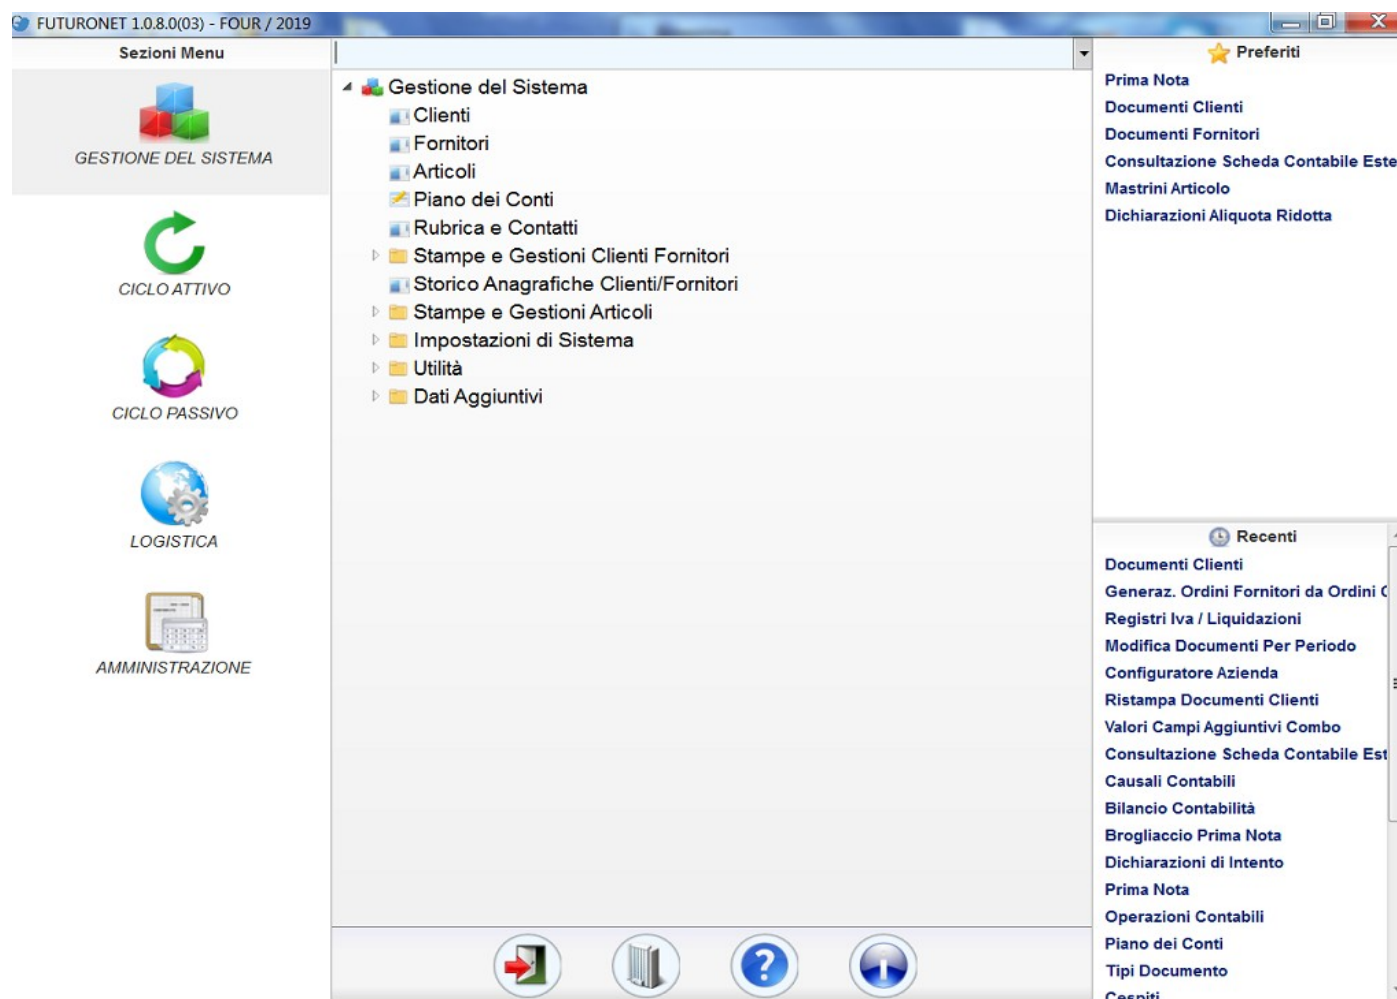 FUTURONET 1.0.8.0(03) - FOUR / 2019
Sezioni Menu
GESTIONE DEL SISTEMA
CICLO ATTIVO
CICLO PASSIVO
LOGISTICA
AMMINISTRAZIONE
Gestione del Sistema
Clienti
Fornitori
Articoli
Piano dei Conti
Rubrica e Contatti
Stampe e Gestioni Clienti Fornitori
Storico Anagrafiche Clienti/Fornitori
Stampe e Gestioni Articoli
Impostazioni di Sistema
Utilità
Dati Aggiuntivi
Preferiti
Prima Nota
Documenti Clienti
Documenti Fornitori
Consultazione Scheda Contabile Este
Mastrini Articolo
Dichiarazioni Aliquota Ridotta
Recenti
Documenti Clienti
Generaz. Ordini Fornitori da Ordini C
Registri Iva / Liquidazioni
Modifica Documenti Per Periodo
Configuratore Azienda
Ristampa Documenti Clienti
Valori Campi Aggiuntivi Combo
Consultazione Scheda Contabile Est
Causali Contabili
Bilancio Contabilità
Brogliaccio Prima Nota
Dichiarazioni di Intento
Prima Nota
Operazioni Contabili
Piano dei Conti
Tipi Documento
Cespiti